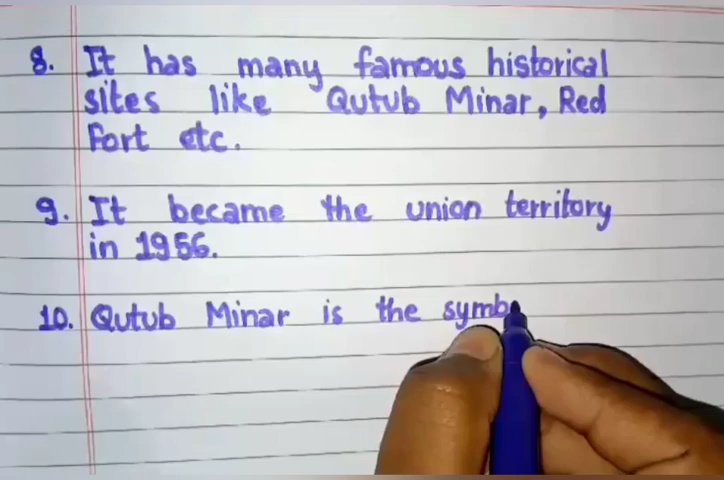 8. It has many famous historical
sites like Qutub Minar, Red
Fort etc.
9. It became the union territory
in 1956.
10. Qutub Minar is the symb